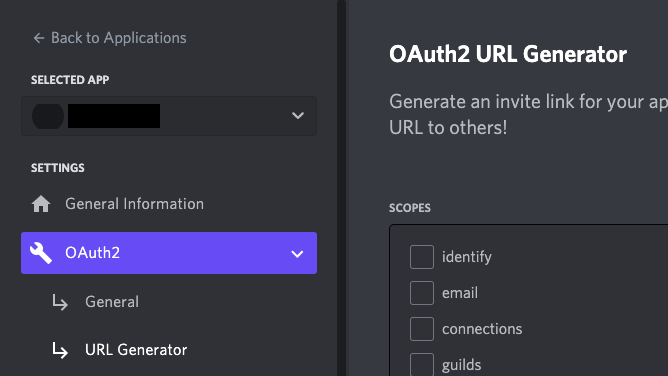 ← Back to Applications
SELECTED APP
SETTINGS
General Information
OAuth2
General
URL Generator
OAuth2 URL Generator
Generate an invite link for your ap
URL to others!
SCOPES
identify
email
connections
guilds